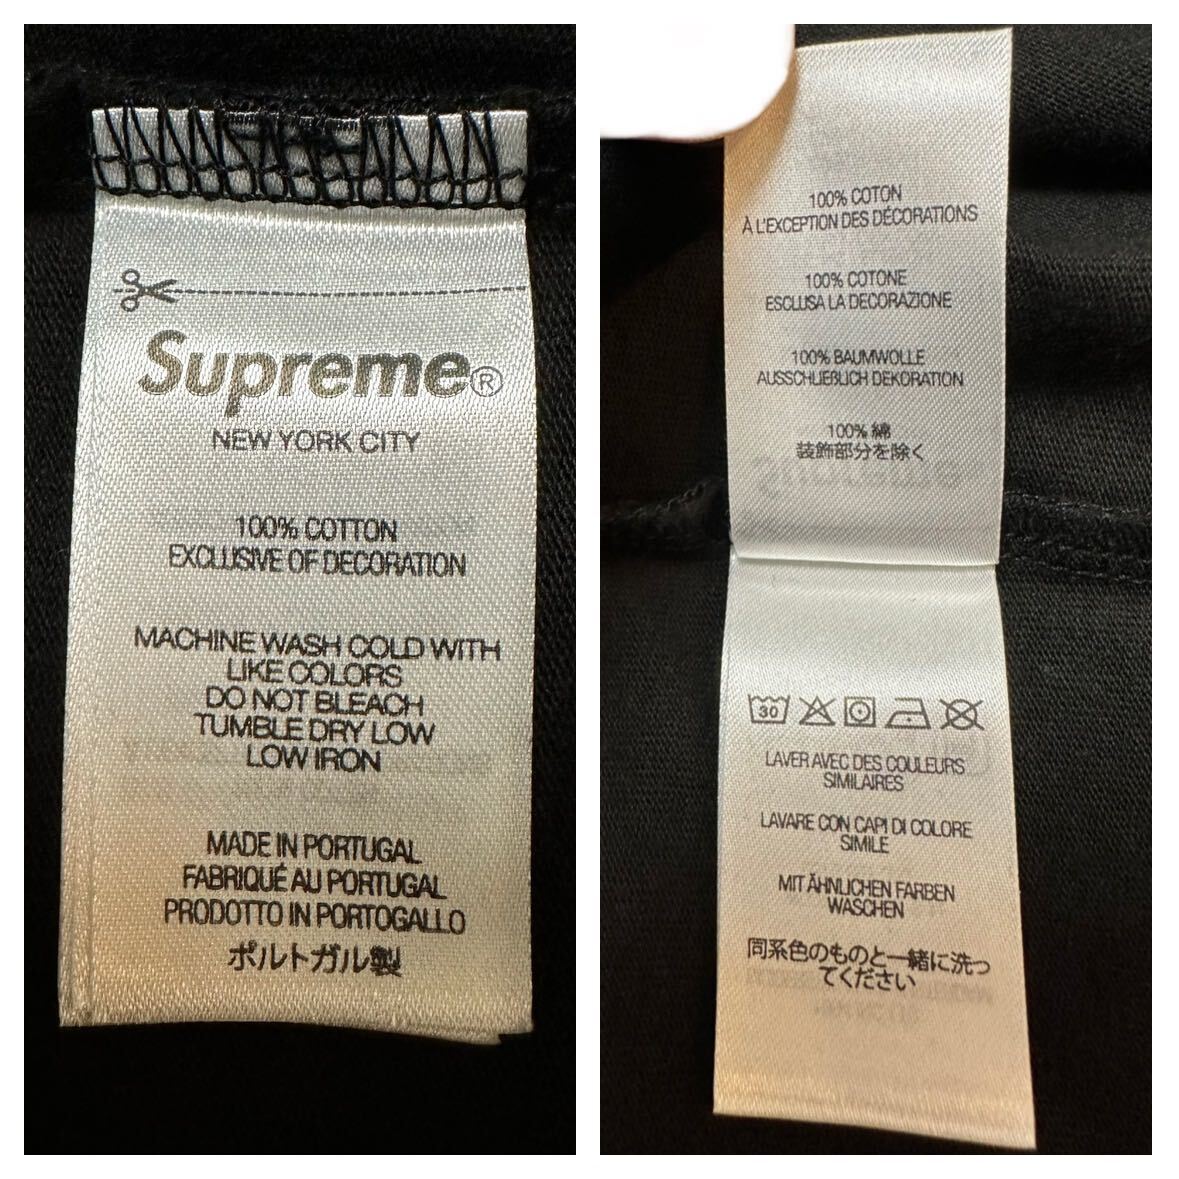 Supreme®
NEW YORK CITY
100% COTTON
EXCLUSIVE OF DECORATION
MACHINE WASH COLD WITH
LIKE COLORS
DO NOT BLEACH
TUMBLE DRY LOW
LOW IRON
MADE IN PORTUGAL
FABRIQUÉ AU PORTUGAL
PRODOTTO IN PORTOGALLO
ポルトガル製
100% COTON
À L'EXCEPTION DES DÉCORATIONS
100% COTONE
ESCLUSA LA DECORAZIONE
100% BAUMWOLLE
AUSSCHLIEßLICH DEKORATION
100% 綿
装飾部分を除く
30
LAVER AVEC DES COULEURS
SIMILAIRES
LAVARE CON CAPI DI COLORE
SIMILE
MIT ÄHNLICHEN FARBEN
WASCHEN
同系色のものと一緒に洗っ
てください